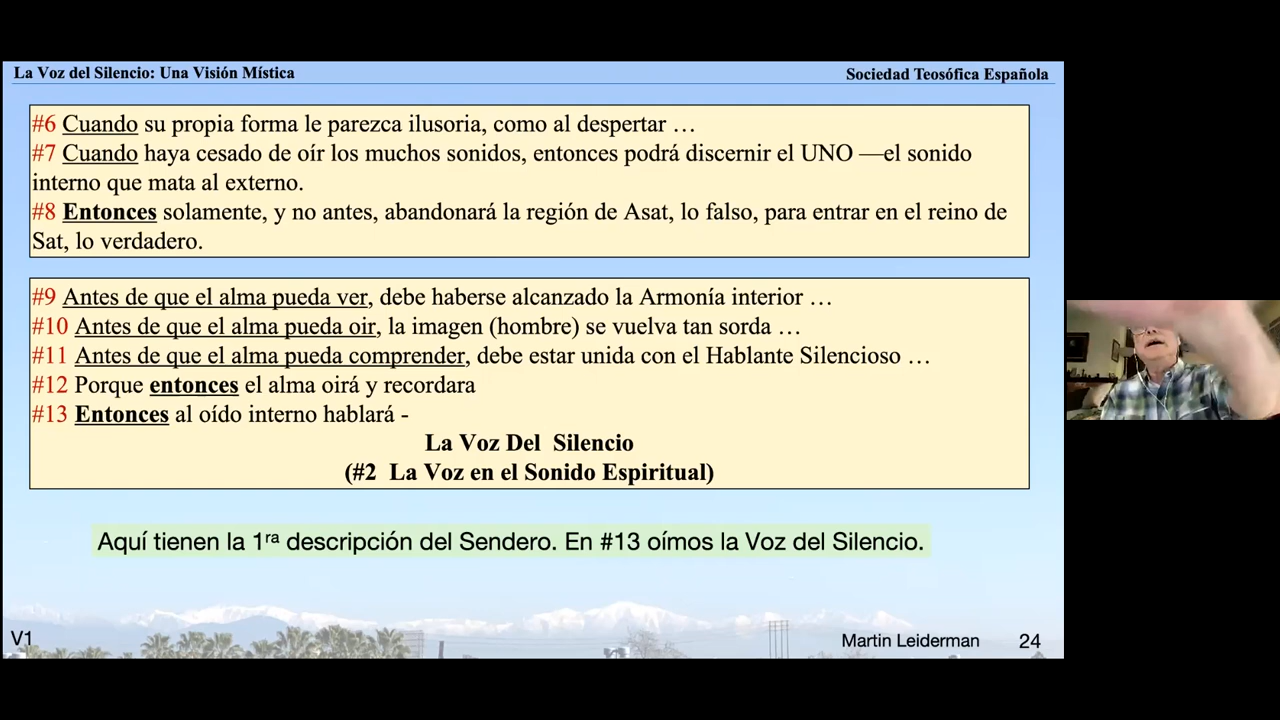 La Voz del Silencio: Una Visión Mística
Sociedad Teosófica Española
#6 Cuando su propia forma le parezca ilusoria, como al despertar …
#7 Cuando haya cesado de oír los muchos sonidos, entonces podrá discernir el UNO —el sonido
interno que mata al externo.
#8 Entonces solamente, y no antes, abandonará la región de Asat, lo falso, para entrar en el reino de
Sat, lo verdadero.
#9 Antes de que el alma pueda ver, debe haberse alcanzado la Armonía interior …
#10 Antes de que el alma pueda oir, la imagen (hombre) se vuelva tan sorda …
#11 Antes de que el alma pueda comprender, debe estar unida con el Hablante Silencioso …
#12 Porque entonces el alma oirá y recordara
#13 Entonces al oído interno hablará -
La Voz Del Silencio
(#2 La Voz en el Sonido Espiritual)
Aquí tienen la 1ra descripción del Sendero. En #13 oímos la Voz del Silencio.
V1
Martin Leiderman 24